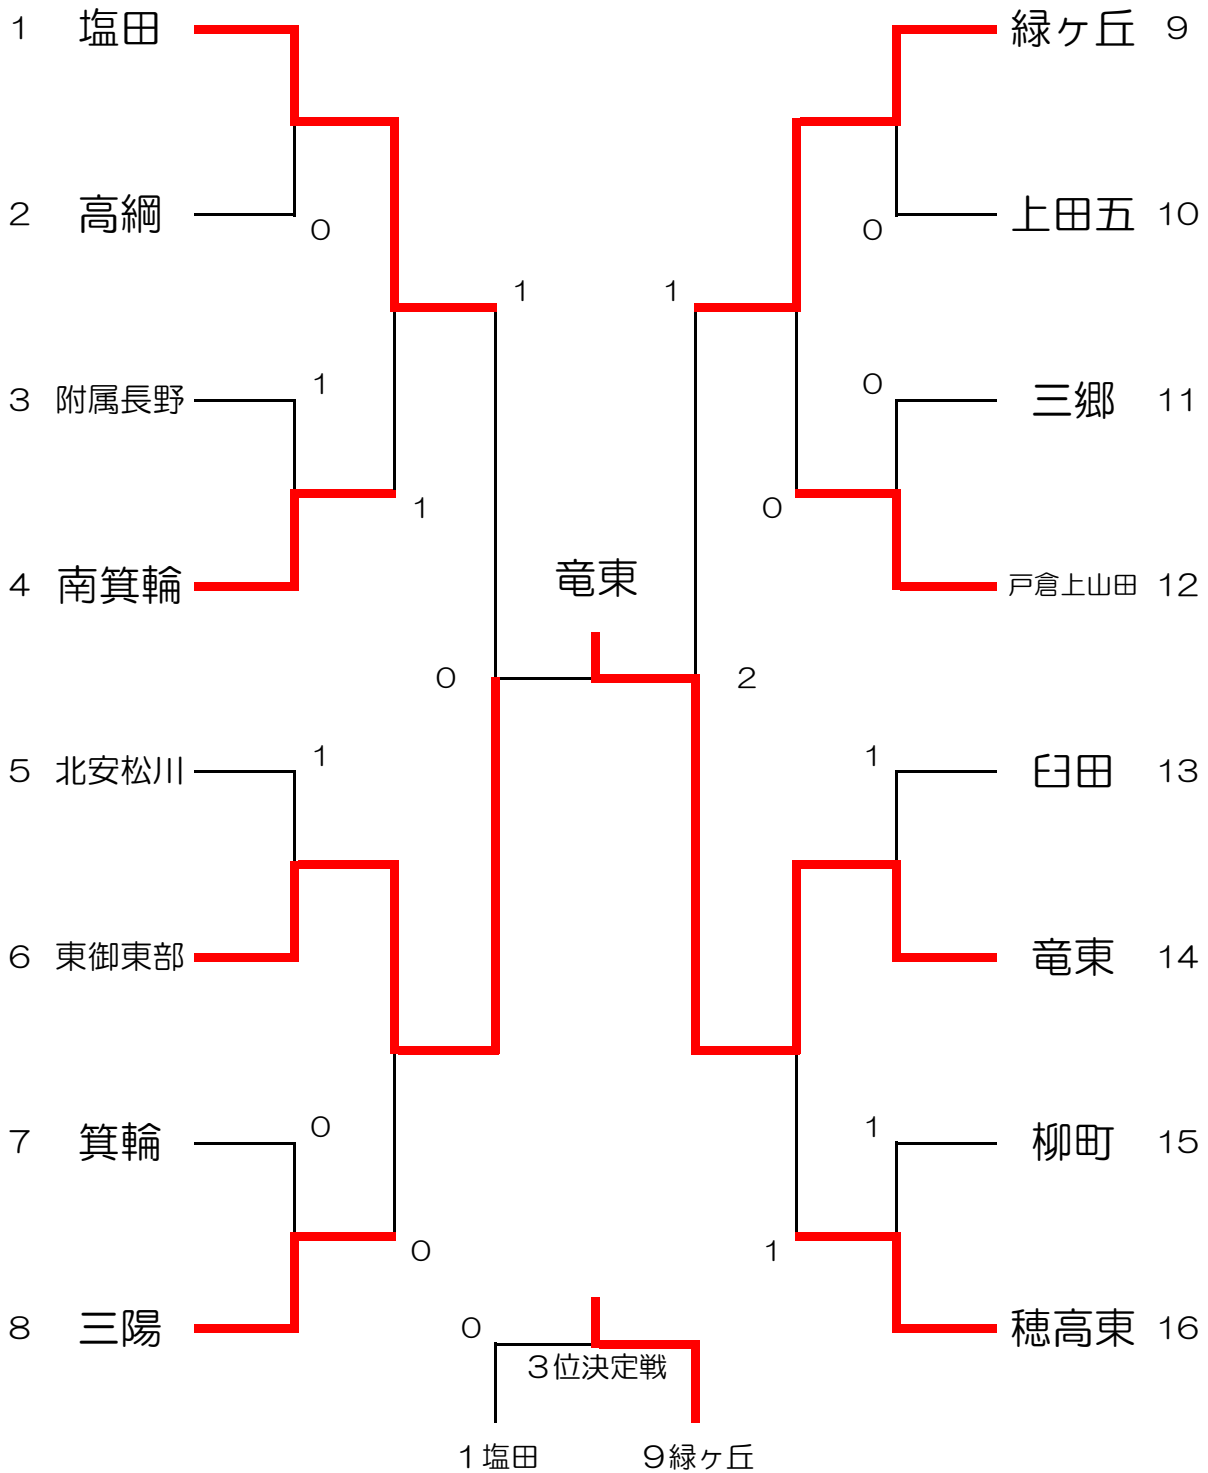 1 塩田
緑ヶ丘 9
2 高綱
0
0
上田五 10
1
1
3 附属長野
1
0
三郷 11
1
0
4 南箕輪
竜東
戸倉上山田 12
0
2
5 北安松川
1
1
臼田 13
6 東御東部
竜東 14
7 箕輪
0
1
柳町 15
0
1
8 三陽
0
穂高東 16
3位決定戦
1塩田
9緑ヶ丘